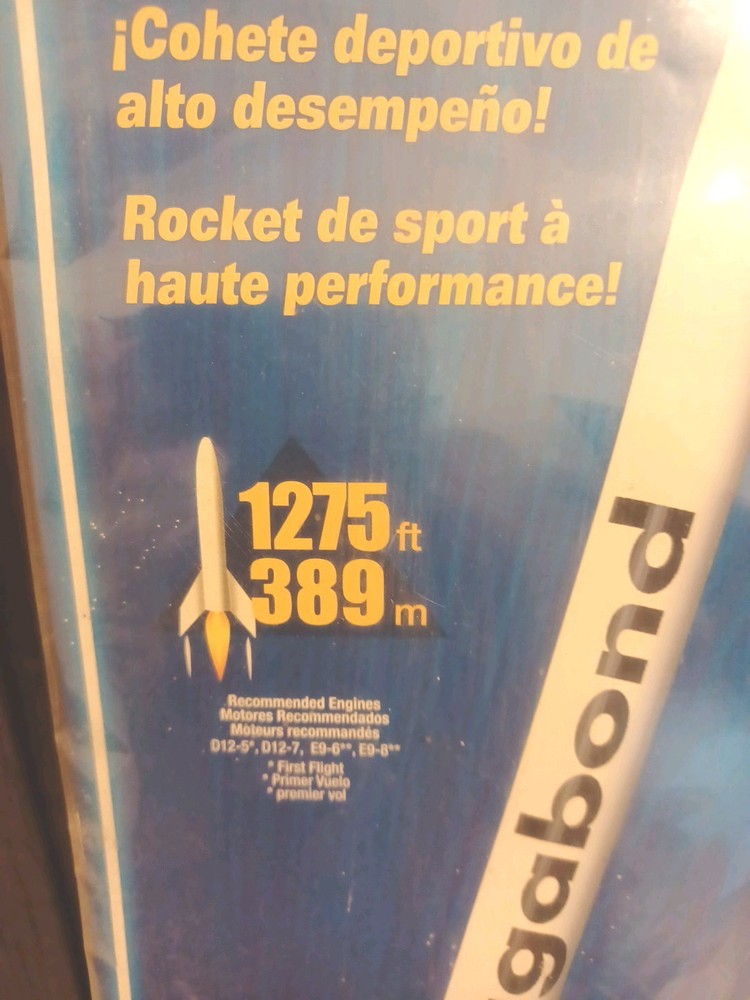 ¡Cohete deportivo de
alto desempeño!
Rocket de sport à
haute performance!
1275 ft
389 m
Recommended Engines
Motores Recommendados
Moteurs recommandés
D12-5*, D12-7, E9-6**, E9-8**
* First Flight
* Primer Vuelo
* premier vol
gabond